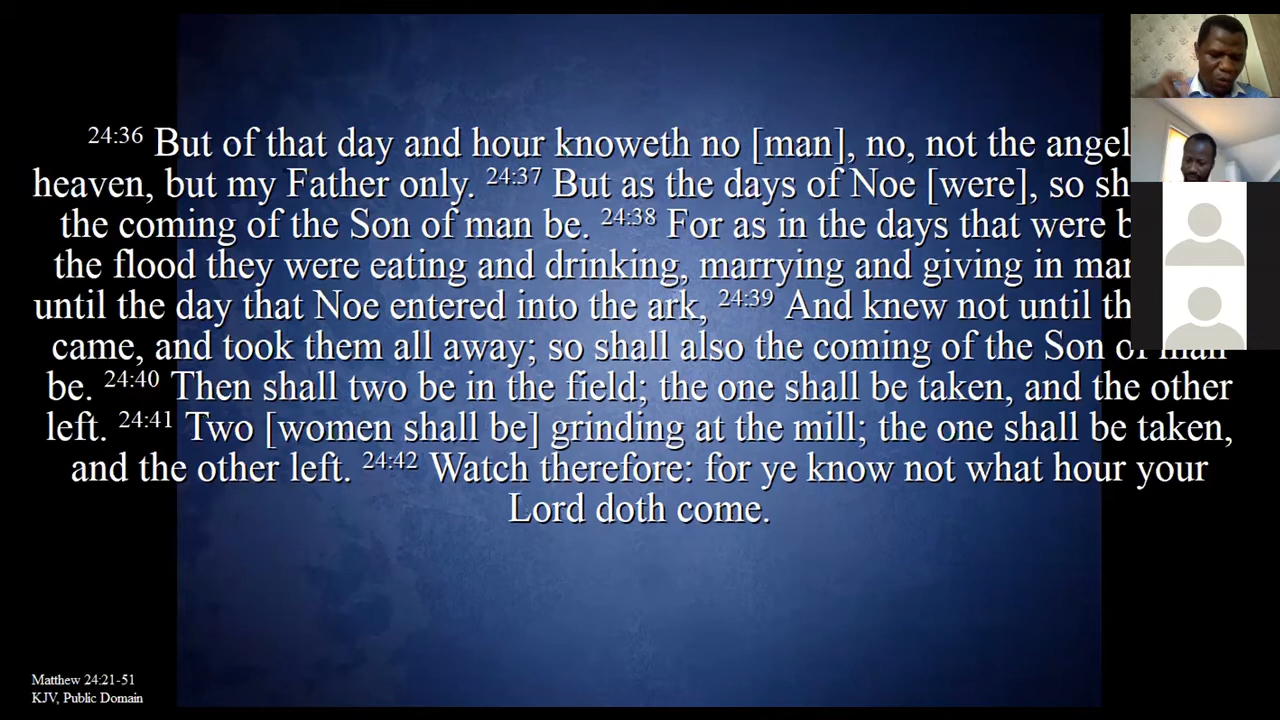 24:36 But of that day and hour knoweth no [man], no, not the angel
heaven, but my Father only. 24:37 But as the days of Noe [were], so sh
the coming of the Son of man be. 24:38 For as in the days that were b
the flood they were eating and drinking, marrying and giving in mar
until the day that Noe entered into the ark, 24:39 And knew not until th
came, and took them all away; so shall also the coming of the Son of man
be. 24:40 Then shall two be in the field; the one shall be taken, and the other
left. 24:41 Two [women shall be] grinding at the mill; the one shall be taken,
and the other left. 24:42 Watch therefore: for ye know not what hour your
Lord doth come.
Matthew 24:21-51
KJV, Public Domain